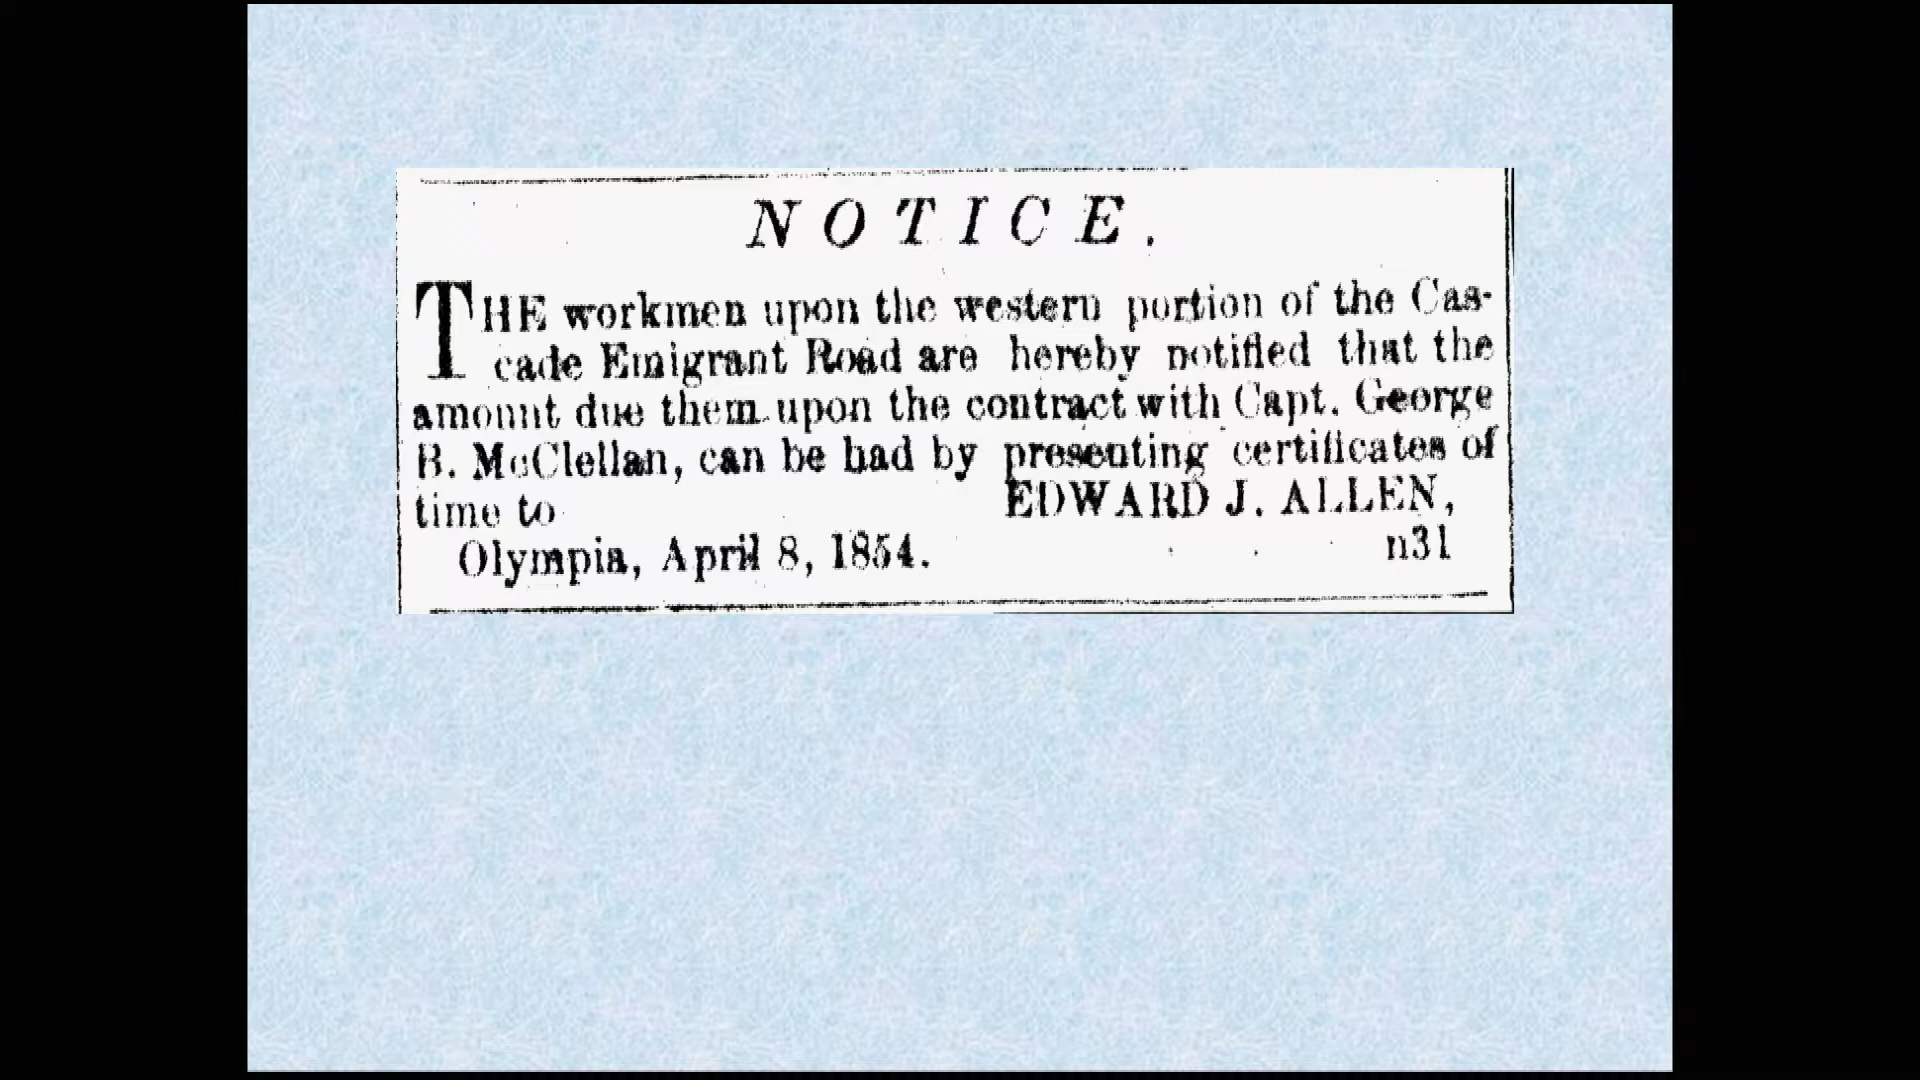 NOTICE.
THE workmen upon the western portion of the Cas-
cade Emigrant Road are hereby notified that the
amount due them upon the contract with Capt. George
B. McClellan, can be had by presenting certificates of
time to EDWARD J. ALLEN,
Olympia, April 8, 1854. n31